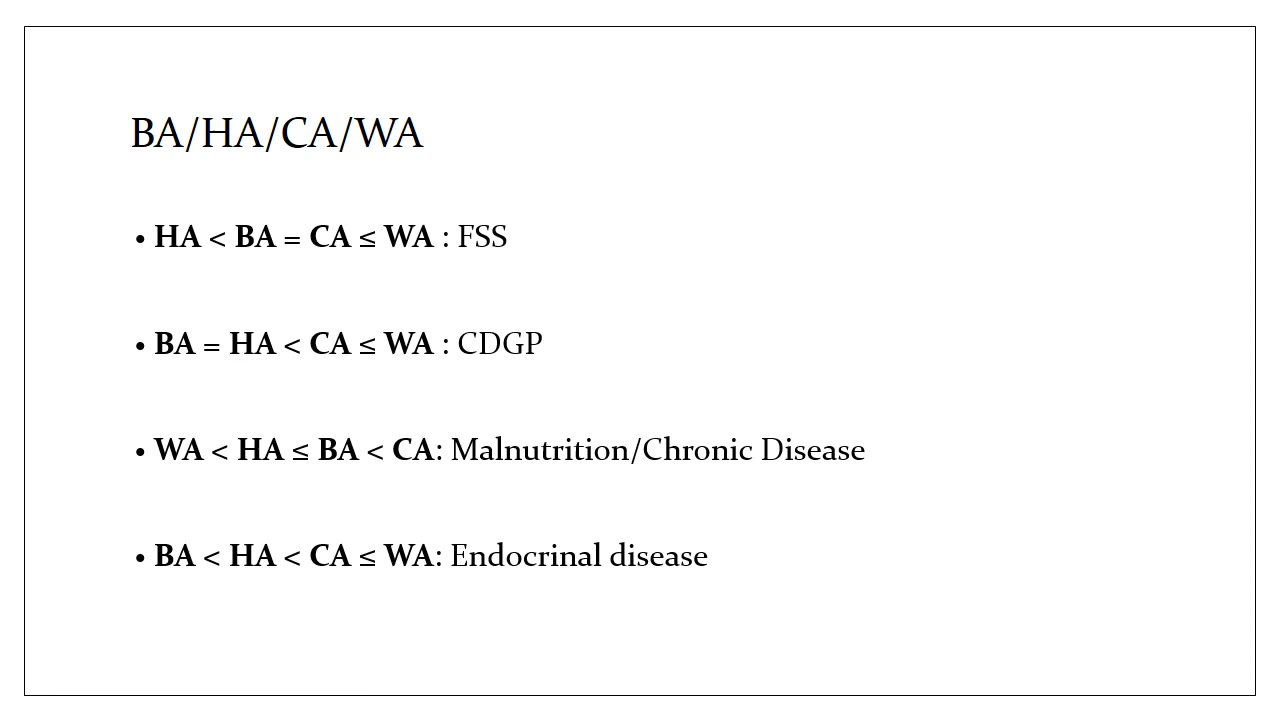 BA/HA/CA/WA
• HA < BA = CA ≤ WA : FSS
• BA = HA < CA ≤ WA : CDGP
• WA < HA ≤ BA < CA: Malnutrition/Chronic Disease
• BA < HA < CA ≤ WA: Endocrinal disease